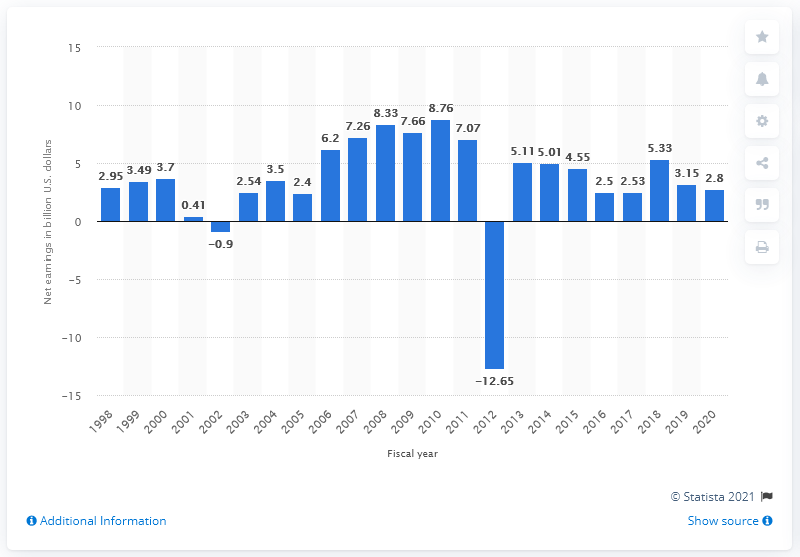 15
10
5
0
−5
−10
−15
Net earnings in billion U.S. dollars
2.95 3.49 3.7 0.41 −0.9 2.54 3.5 2.4 6.2 7.26 8.33 7.66 8.76 7.07 −12.65 5.11 5.01 4.55 2.5 2.53 5.33 3.15 2.8
1998 1999 2000 2001 2002 2003 2004 2005 2006 2007 2008 2009 2010 2011 2012 2013 2014 2015 2016 2017 2018 2019 2020
Fiscal year
© Statista 2021
Additional Information
Show source